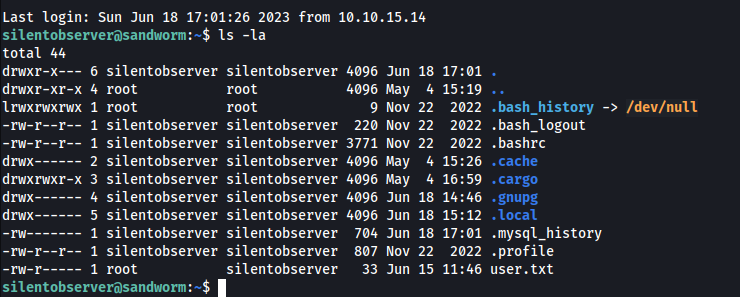 Last login: Sun Jun 18 17:01:26 2023 from 10.10.15.14
silentobserver@sandworm:~$ ls -la
total 44
drwxr-x--- 6 silentobserver silentobserver 4096 Jun 18 17:01 .
drwxr-xr-x 4 root           root           4096 May  4 15:19 ..
lrwxrwxrwx 1 root           root              9 Nov 22  2022 .bash_history -> /dev/null
-rw-r--r-- 1 silentobserver silentobserver  220 Nov 22  2022 .bash_logout
-rw-r--r-- 1 silentobserver silentobserver 3771 Nov 22  2022 .bashrc
drwx------ 2 silentobserver silentobserver 4096 May  4 15:26 .cache
drwxrwxr-x 3 silentobserver silentobserver 4096 May  4 16:59 .cargo
drwx------ 4 silentobserver silentobserver 4096 Jun 18 14:46 .gnupg
drwx------ 5 silentobserver silentobserver 4096 Jun 18 15:12 .local
-rw------- 1 silentobserver silentobserver  704 Jun 18 17:01 .mysql_history
-rw-r--r-- 1 silentobserver silentobserver  807 Nov 22  2022 .profile
-rw-r----- 1 root           silentobserver   33 Jun 15 11:46 user.txt
silentobserver@sandworm:~$